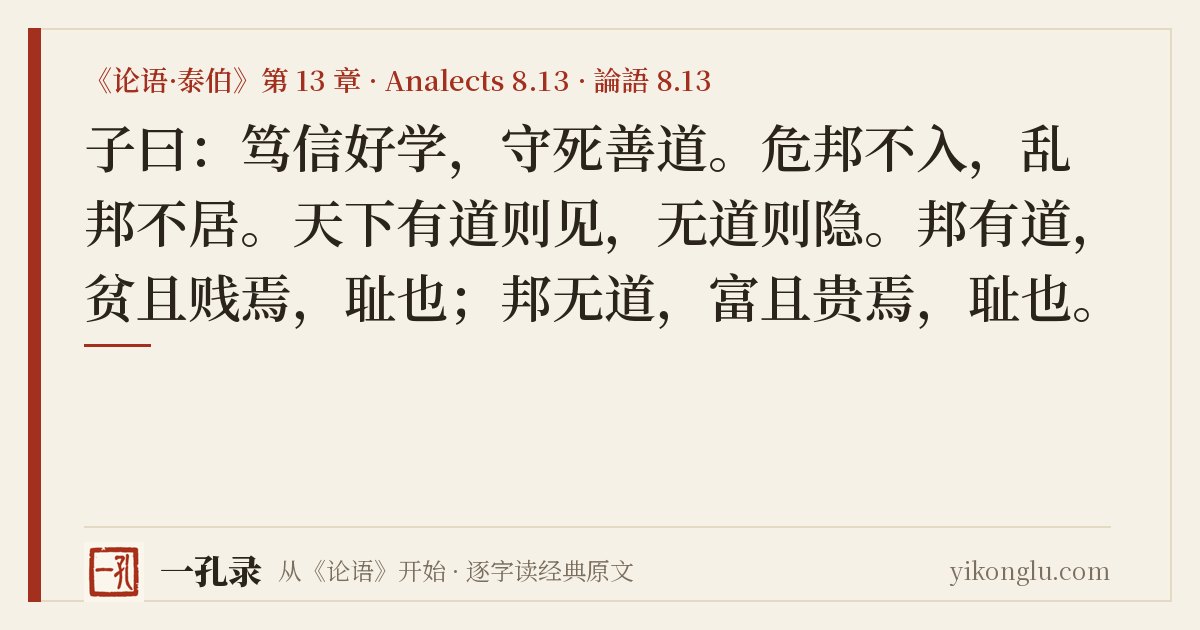 《论语·泰伯》第 13 章 · Analects 8.13 · 論語 8.13
子曰：笃信好学，守死善道。危邦不入，乱
邦不居。天下有道则见，无道则隐。邦有道，
贫且贱焉，耻也；邦无道，富且贵焉，耻也。
一孔
一孔录 从《论语》开始 · 逐字读经典原文 yikonglu.com